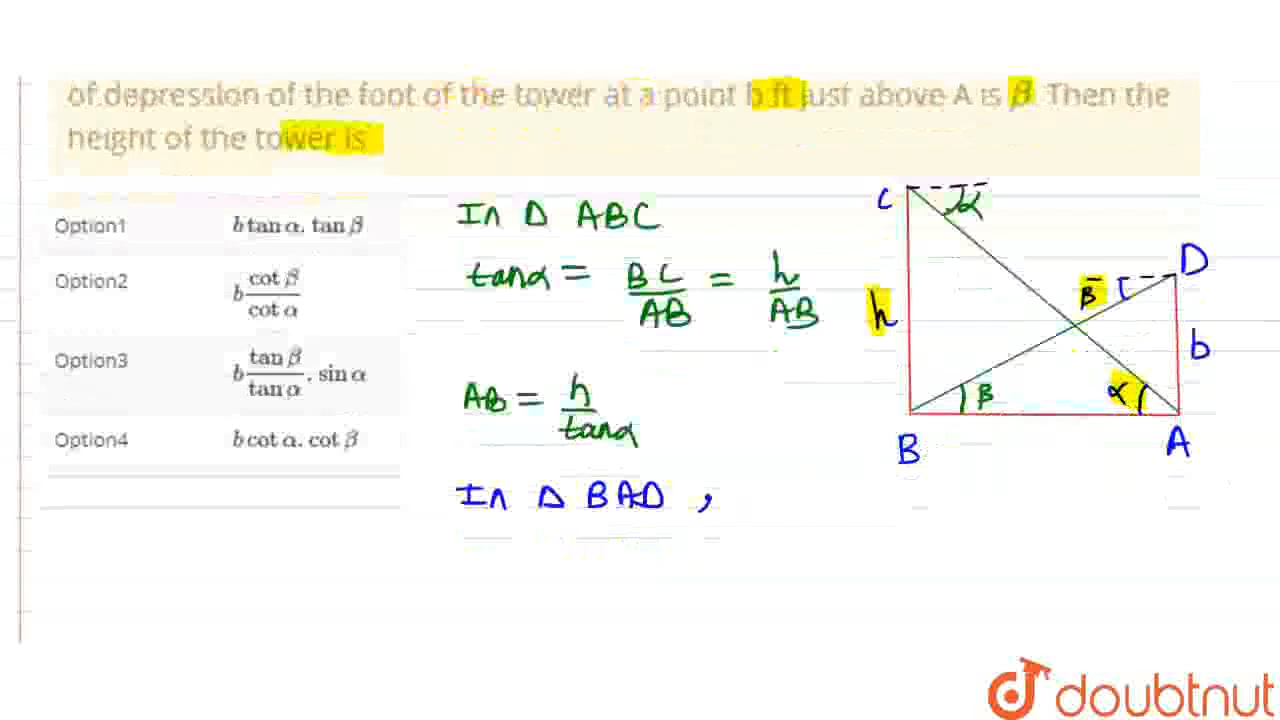 of depression of the foot of the tower at a point b ft just above A is β. Then the
height of the tower is
Option1 b tan α. tan β
Option2 b cot β / cot α
Option3 b tan β / tan α . sin α
Option4 b cot α. cot β
In Δ ABC
tanα = BC / AB = h / AB
AB = h / tanα
In Δ BAD ,
C
α
D
β
h
b
β
α
B
A
doubtnut